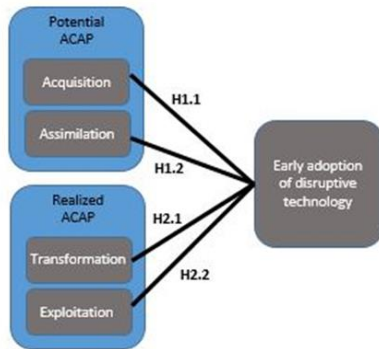 Potential
ACAP
Acquisition
Assimilation
H1.1
H1.2
Realized
ACAP
Transformation
Exploitation
H2.1
H2.2
Early adoption
of disruptive
technology